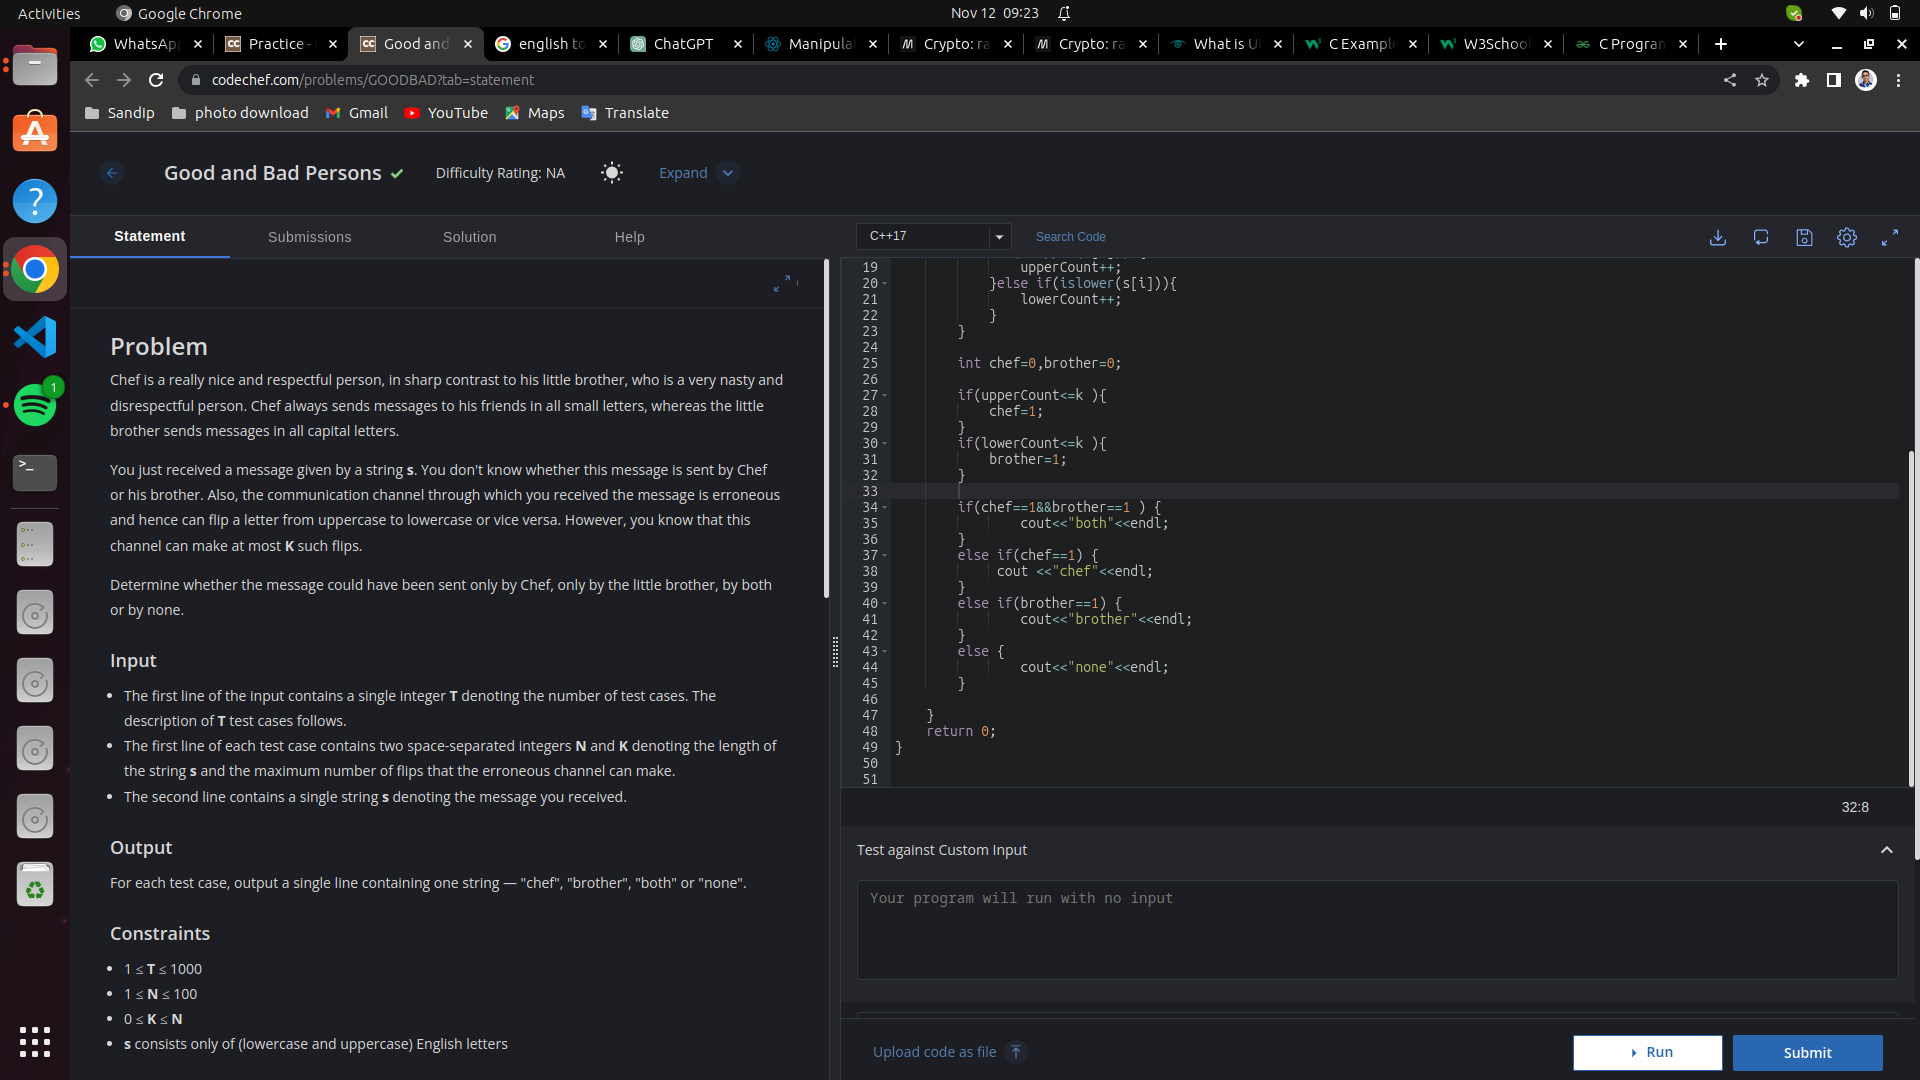 Activities
Google Chrome
Nov 12 09:23
WhatsAp
Practice -
Good and
english to
ChatGPT
Manipula
Crypto: ra
Crypto: ra
What is U
C Exampl
W3Schoo
C Program
codechef.com/problems/GOODBAD?tab=statement
Sandip
photo download
Gmail
YouTube
Maps
Translate
Good and Bad Persons
Difficulty Rating: NA
Expand
Statement
Submissions
Solution
Help
C++17
Search Code
Problem
Chef is a really nice and respectful person, in sharp contrast to his little brother, who is a very nasty and
disrespectful person. Chef always sends messages to his friends in all small letters, whereas the little
brother sends messages in all capital letters.
You just received a message given by a string s. You don't know whether this message is sent by Chef
or his brother. Also, the communication channel through which you received the message is erroneous
and hence can flip a letter from uppercase to lowercase or vice versa. However, you know that this
channel can make at most K such flips.
Determine whether the message could have been sent only by Chef, only by the little brother, by both
or by none.
Input
• The first line of the input contains a single integer T denoting the number of test cases. The
description of T test cases follows.
• The first line of each test case contains two space-separated integers N and K denoting the length of
the string s and the maximum number of flips that the erroneous channel can make.
• The second line contains a single string s denoting the message you received.
Output
For each test case, output a single line containing one string — "chef", "brother", "both" or "none".
Constraints
• 1 ≤ T ≤ 1000
• 1 ≤ N ≤ 100
• 0 ≤ K ≤ N
• s consists only of (lowercase and uppercase) English letters
19 upperCount++;
20 }else if(islower(s[i])){
21 lowerCount++;
22 }
23 }
24
25 int chef=0,brother=0;
26
27 if(upperCount<=k ){
28 chef=1;
29 }
30 if(lowerCount<=k ){
31 brother=1;
32 }
33
34 if(chef==1&&brother==1 ) {
35 cout<<"both"<<endl;
36 }
37 else if(chef==1) {
38 cout <<"chef"<<endl;
39 }
40 else if(brother==1) {
41 cout<<"brother"<<endl;
42 }
43 else {
44 cout<<"none"<<endl;
45 }
46
47 }
48 return 0;
49 }
50
51
32:8
Test against Custom Input
Your program will run with no input
Upload code as file
Run
Submit
1